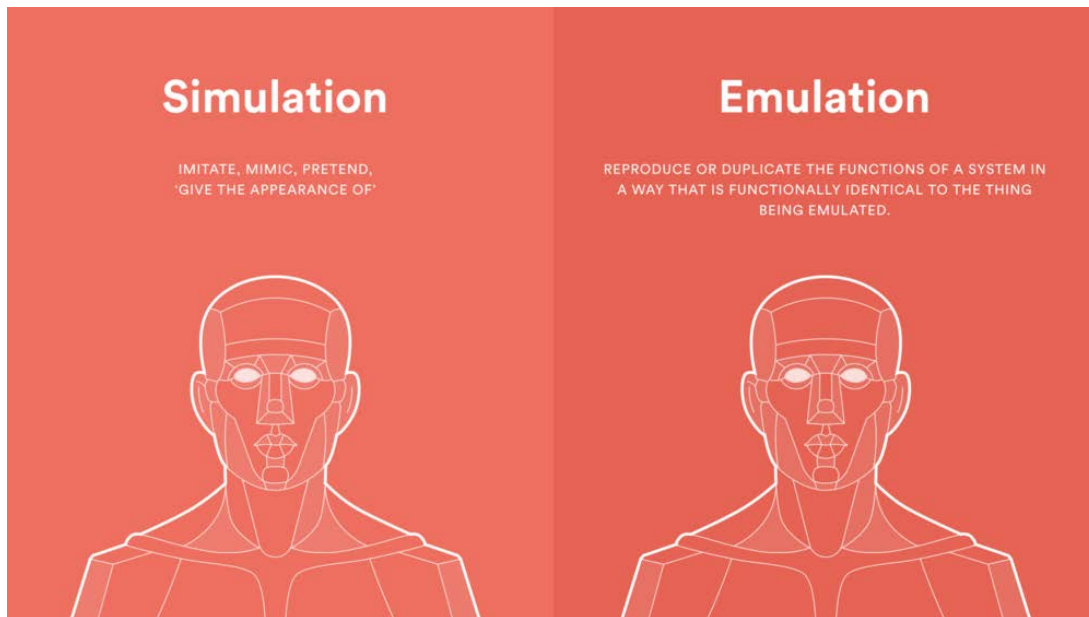 Simulation
IMITATE, MIMIC, PRETEND,
‘GIVE THE APPEARANCE OF’
Emulation
REPRODUCE OR DUPLICATE THE FUNCTIONS OF A SYSTEM IN
A WAY THAT IS FUNCTIONALLY IDENTICAL TO THE THING
BEING EMULATED.